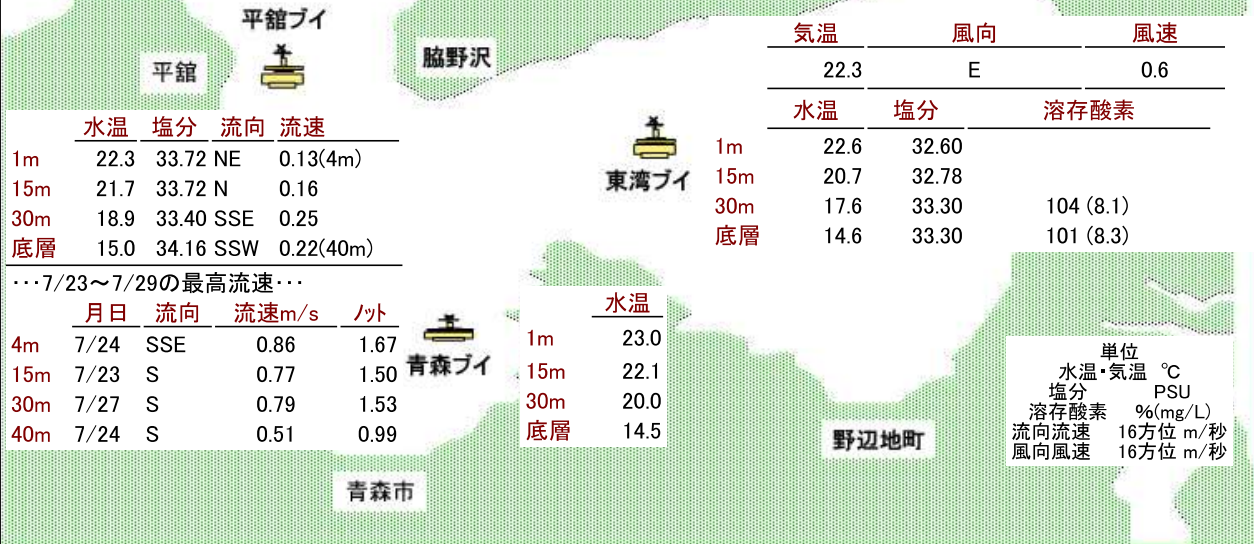 平舘ブイ
平舘
脇野沢
水温 塩分 流向 流速
1m 22.3 33.72 NE 0.13(4m)
15m 21.7 33.72 N 0.16
30m 18.9 33.40 SSE 0.25
底層 15.0 34.16 SSW 0.22(40m)
･･･7/23～7/29の最高流速･･･
月日 流向 流速m/s ﾉｯﾄ
4m 7/24 SSE 0.86 1.67
15m 7/23 S 0.77 1.50
30m 7/27 S 0.79 1.53
40m 7/24 S 0.51 0.99
気温 風向 風速
22.3 E 0.6
水温 塩分 溶存酸素
1m 22.6 32.60
15m 20.7 32.78
30m 17.6 33.30 104 (8.1)
底層 14.6 33.30 101 (8.3)
東湾ブイ
青森ブイ
水温
1m 23.0
15m 22.1
30m 20.0
底層 14.5
青森市
野辺地町
単位
水温･気温 ℃
塩分 PSU
溶存酸素 %(mg/L)
流向流速 16方位 m/秒
風向風速 16方位 m/秒